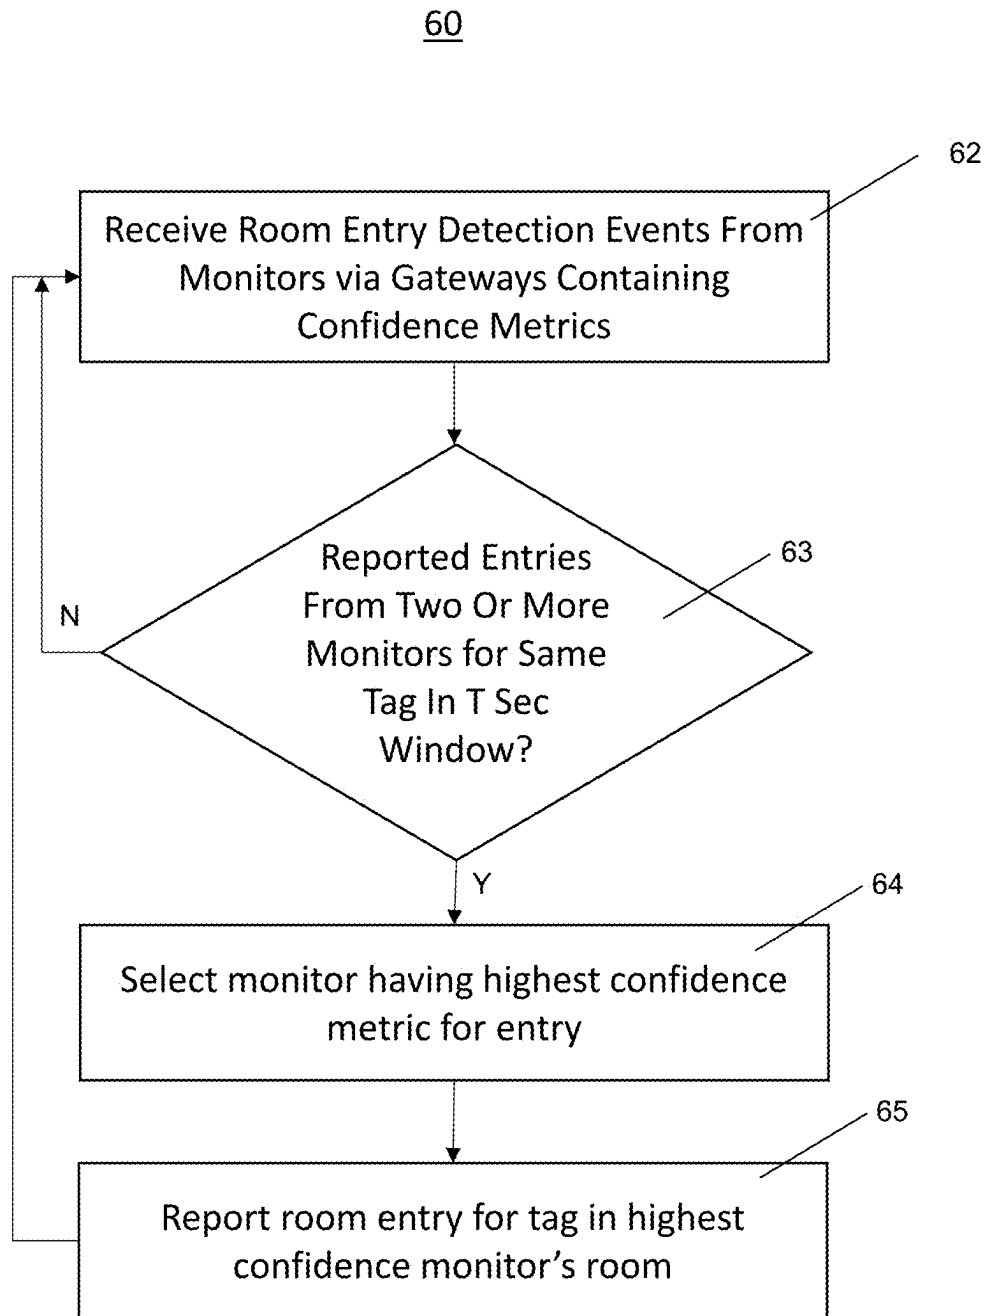 60
62
Receive Room Entry Detection Events From
Monitors via Gateways Containing
Confidence Metrics
63
Reported Entries
From Two Or More
Monitors for Same
Tag In T Sec
Window?
N
Y
64
Select monitor having highest confidence
metric for entry
65
Report room entry for tag in highest
confidence monitor's room